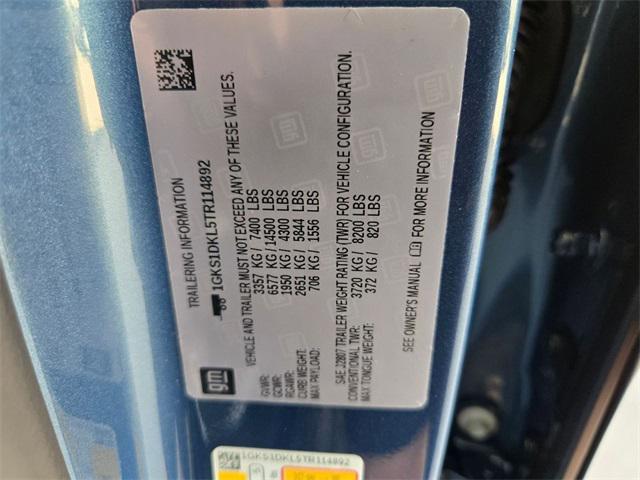 TRAILERING INFORMATION
1GKS1DKL5TR114892
VEHICLE AND TRAILER MUST NOT EXCEED ANY OF THESE VALUES.
GVWR: 3357 KG / 7400 LBS
GCWR: 6577 KG / 14500 LBS
RGAWR: 1950 KG / 4300 LBS
CURB WEIGHT: 2651 KG / 5844 LBS
MAX PAYLOAD: 706 KG / 1556 LBS
SAE J2807 TRAILER WEIGHT RATING (TWR) FOR VEHICLE CONFIGURATION.
CONVENTIONAL TWR: 3720 KG / 8200 LBS
MAX TONGUE WEIGHT: 372 KG / 820 LBS
SEE OWNER'S MANUAL FOR MORE INFORMATION
gm
1GKS1DKL5TR114892